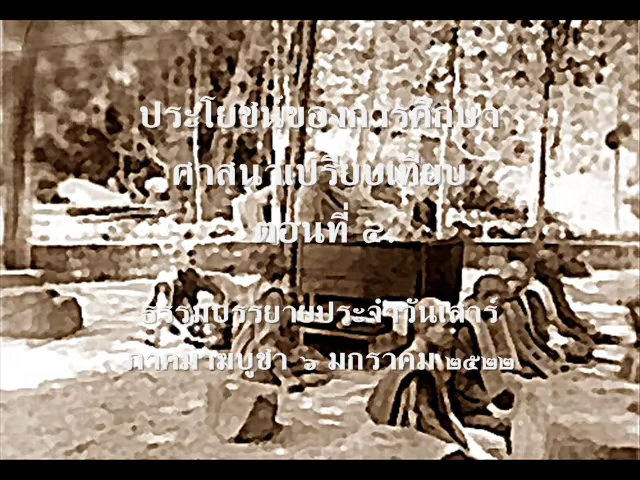 ประโยชน์ของการศึกษา
ศาสนาเปรียบเทียบ
ตอนที่ ๔
ธรรมบรรยายประจำวันเสาร์
ภาคมาฆบูชา ๖ มกราคม ๒๕๒๒